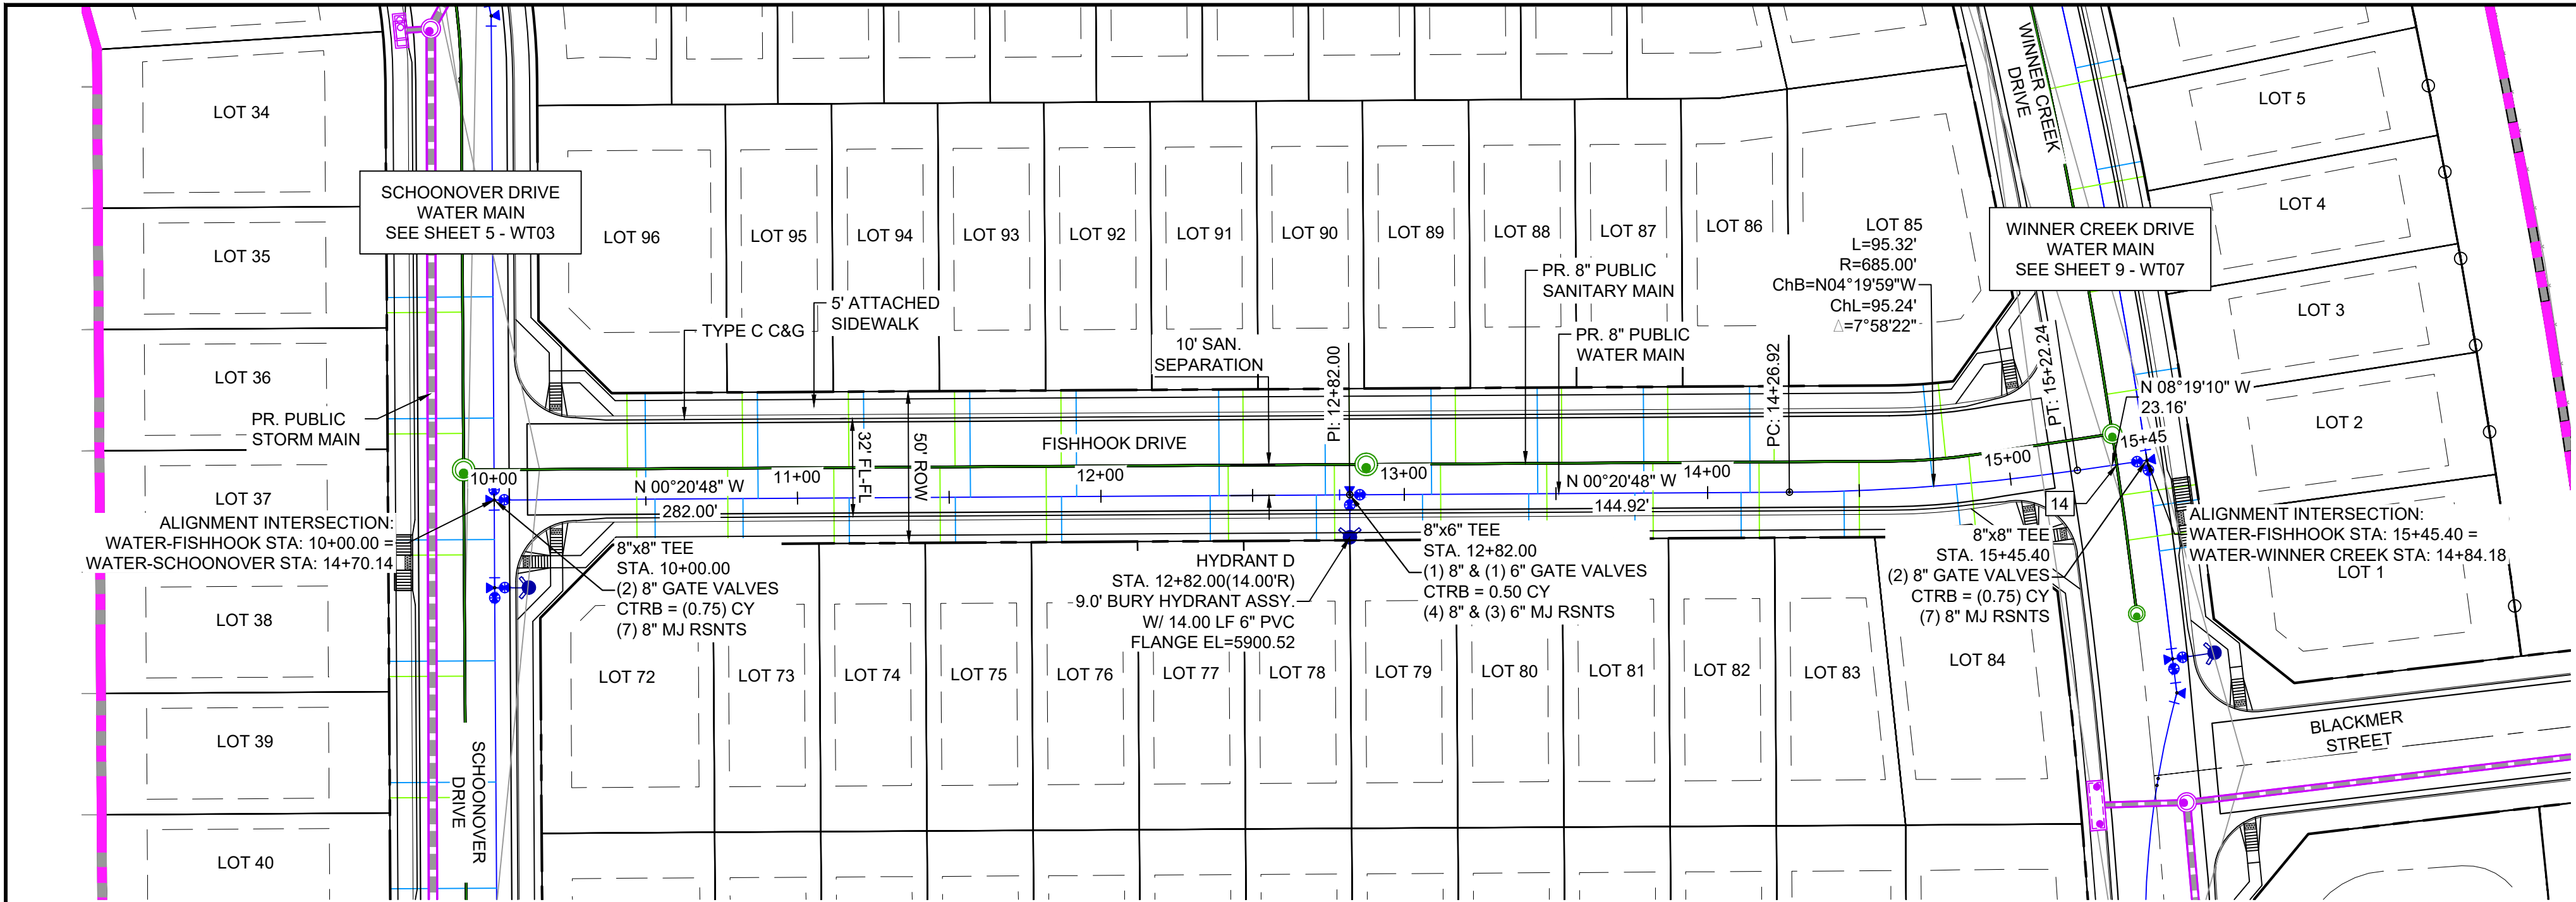 LOT 34
LOT 35
LOT 36
LOT 37
LOT 38
LOT 39
LOT 40
SCHOONOVER DRIVE
WATER MAIN
SEE SHEET 5 - WT03
PR. PUBLIC
STORM MAIN
ALIGNMENT INTERSECTION:
WATER-FISHHOOK STA: 10+00.00 =
WATER-SCHOONOVER STA: 14+70.14
SCHOONOVER
DRIVE
LOT 96
LOT 95
LOT 94
LOT 93
LOT 92
LOT 91
LOT 90
LOT 89
LOT 88
LOT 87
LOT 86
LOT 85
L=95.32'
R=685.00'
ChB=N04°19'59"W
ChL=95.24'
△=7°58'22"
TYPE C C&G
5' ATTACHED
SIDEWALK
10' SAN.
SEPARATION
PR. 8" PUBLIC
SANITARY MAIN
PR. 8" PUBLIC
WATER MAIN
PI: 12+82.00
PC: 14+26.92
PT: 15+22.24
32' FL-FL
50' ROW
FISHHOOK DRIVE
10+00
11+00
12+00
13+00
14+00
15+00
15+45
N 00°20'48" W
282.00'
N 00°20'48" W
144.92'
N 08°19'10" W
23.16'
14
8"x8" TEE
STA. 10+00.00
(2) 8" GATE VALVES
CTRB = (0.75) CY
(7) 8" MJ RSNTS
HYDRANT D
STA. 12+82.00(14.00'R)
9.0' BURY HYDRANT ASSY.
W/ 14.00 LF 6" PVC
FLANGE EL=5900.52
8"x6" TEE
STA. 12+82.00
(1) 8" & (1) 6" GATE VALVES
CTRB = 0.50 CY
(4) 8" & (3) 6" MJ RSNTS
8"x8" TEE
STA. 15+45.40
(2) 8" GATE VALVES
CTRB = (0.75) CY
(7) 8" MJ RSNTS
LOT 72
LOT 73
LOT 74
LOT 75
LOT 76
LOT 77
LOT 78
LOT 79
LOT 80
LOT 81
LOT 82
LOT 83
LOT 84
WINNER CREEK
DRIVE
WINNER CREEK DRIVE
WATER MAIN
SEE SHEET 9 - WT07
LOT 5
LOT 4
LOT 3
LOT 2
ALIGNMENT INTERSECTION:
WATER-FISHHOOK STA: 15+45.40 =
WATER-WINNER CREEK STA: 14+84.18
LOT 1
BLACKMER
STREET